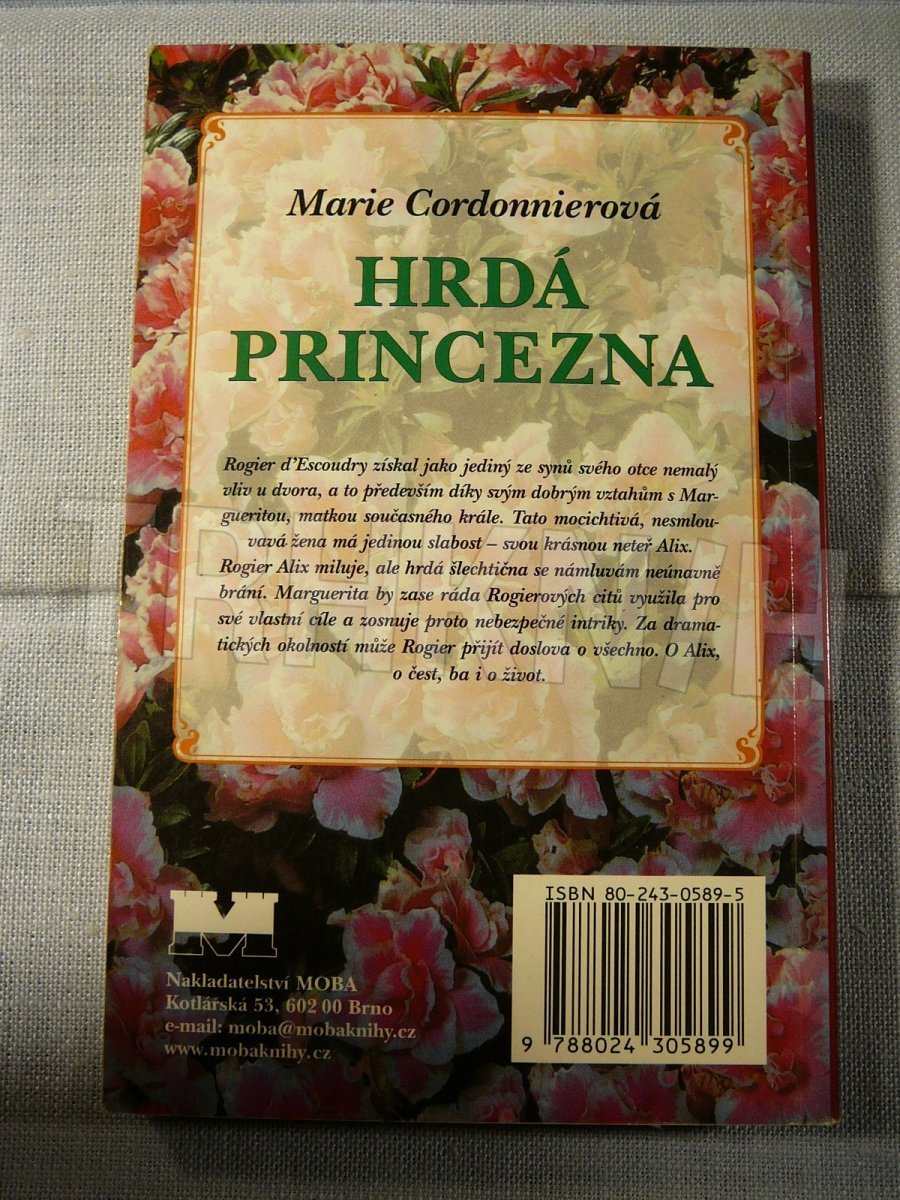 Marie Cordonnierová
HRDÁ
PRINCEZNA
Rogier d'Escoudry získal jako jediný ze synů svého otce nemalý
vliv u dvora, a to především díky svým dobrým vztahům s Mar-
gueritou, matkou současného krále. Tato mocichtivá, nesmlou-
vavá žena má jedinou slabost – svou krásnou neteř Alix.
Rogier Alix miluje, ale hrdá šlechtična se námluvám neúnavně
brání. Marguerita by zase ráda Rogierových citů využila pro
své vlastní cíle a zosnuje proto nebezpečné intriky. Za drama-
tických okolností může Rogier přijít doslova o všechno. O Alix,
o čest, ba i o život.
M
Nakladatelství MOBA
Kotlářská 53, 602 00 Brno
e-mail: moba@mobaknihy.cz
www.mobaknihy.cz
ISBN 80-243-0589-5
9 788024 305899